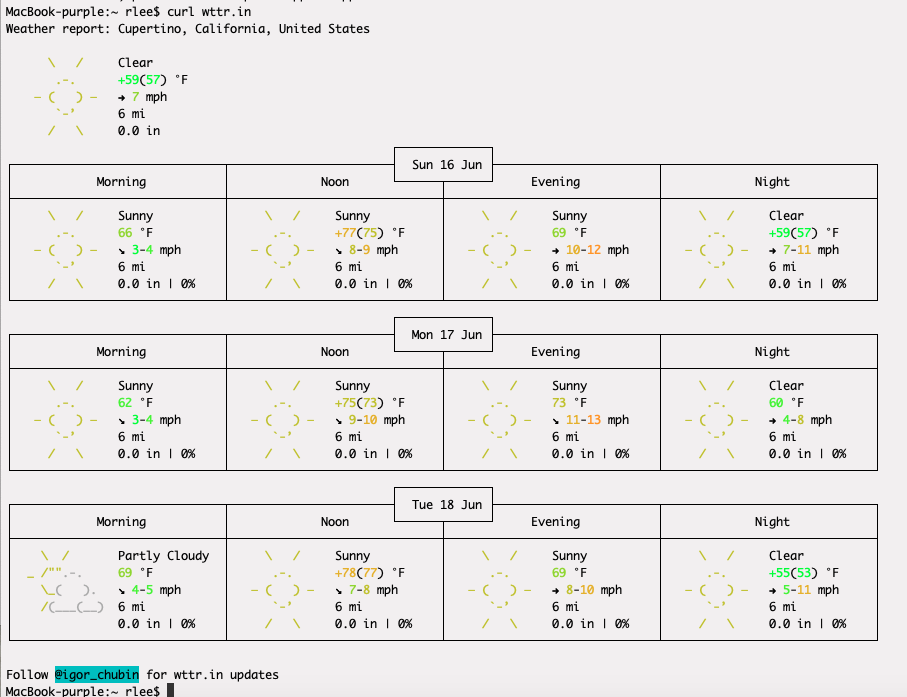 MacBook-purple:~ rlee$ curl wttr.in
Weather report: Cupertino, California, United States
Clear
+59(57) °F
→ 7 mph
6 mi
0.0 in
Sun 16 Jun
Morning Noon Evening Night
Sunny Sunny Sunny Clear
66 °F +77(75) °F 69 °F +59(57) °F
↘ 3-4 mph ↘ 8-9 mph → 10-12 mph → 7-11 mph
6 mi 6 mi 6 mi 6 mi
0.0 in | 0% 0.0 in | 0% 0.0 in | 0% 0.0 in | 0%
Mon 17 Jun
Morning Noon Evening Night
Sunny Sunny Sunny Clear
62 °F +75(73) °F 73 °F 60 °F
↘ 3-4 mph ↘ 9-10 mph ↘ 11-13 mph → 4-8 mph
6 mi 6 mi 6 mi 6 mi
0.0 in | 0% 0.0 in | 0% 0.0 in | 0% 0.0 in | 0%
Tue 18 Jun
Morning Noon Evening Night
Partly Cloudy Sunny Sunny Clear
69 °F +78(77) °F 69 °F +55(53) °F
↘ 4-5 mph ↘ 7-8 mph → 8-10 mph → 5-11 mph
6 mi 6 mi 6 mi 6 mi
0.0 in | 0% 0.0 in | 0% 0.0 in | 0% 0.0 in | 0%
Follow @igor_chubin for wttr.in updates
MacBook-purple:~ rlee$